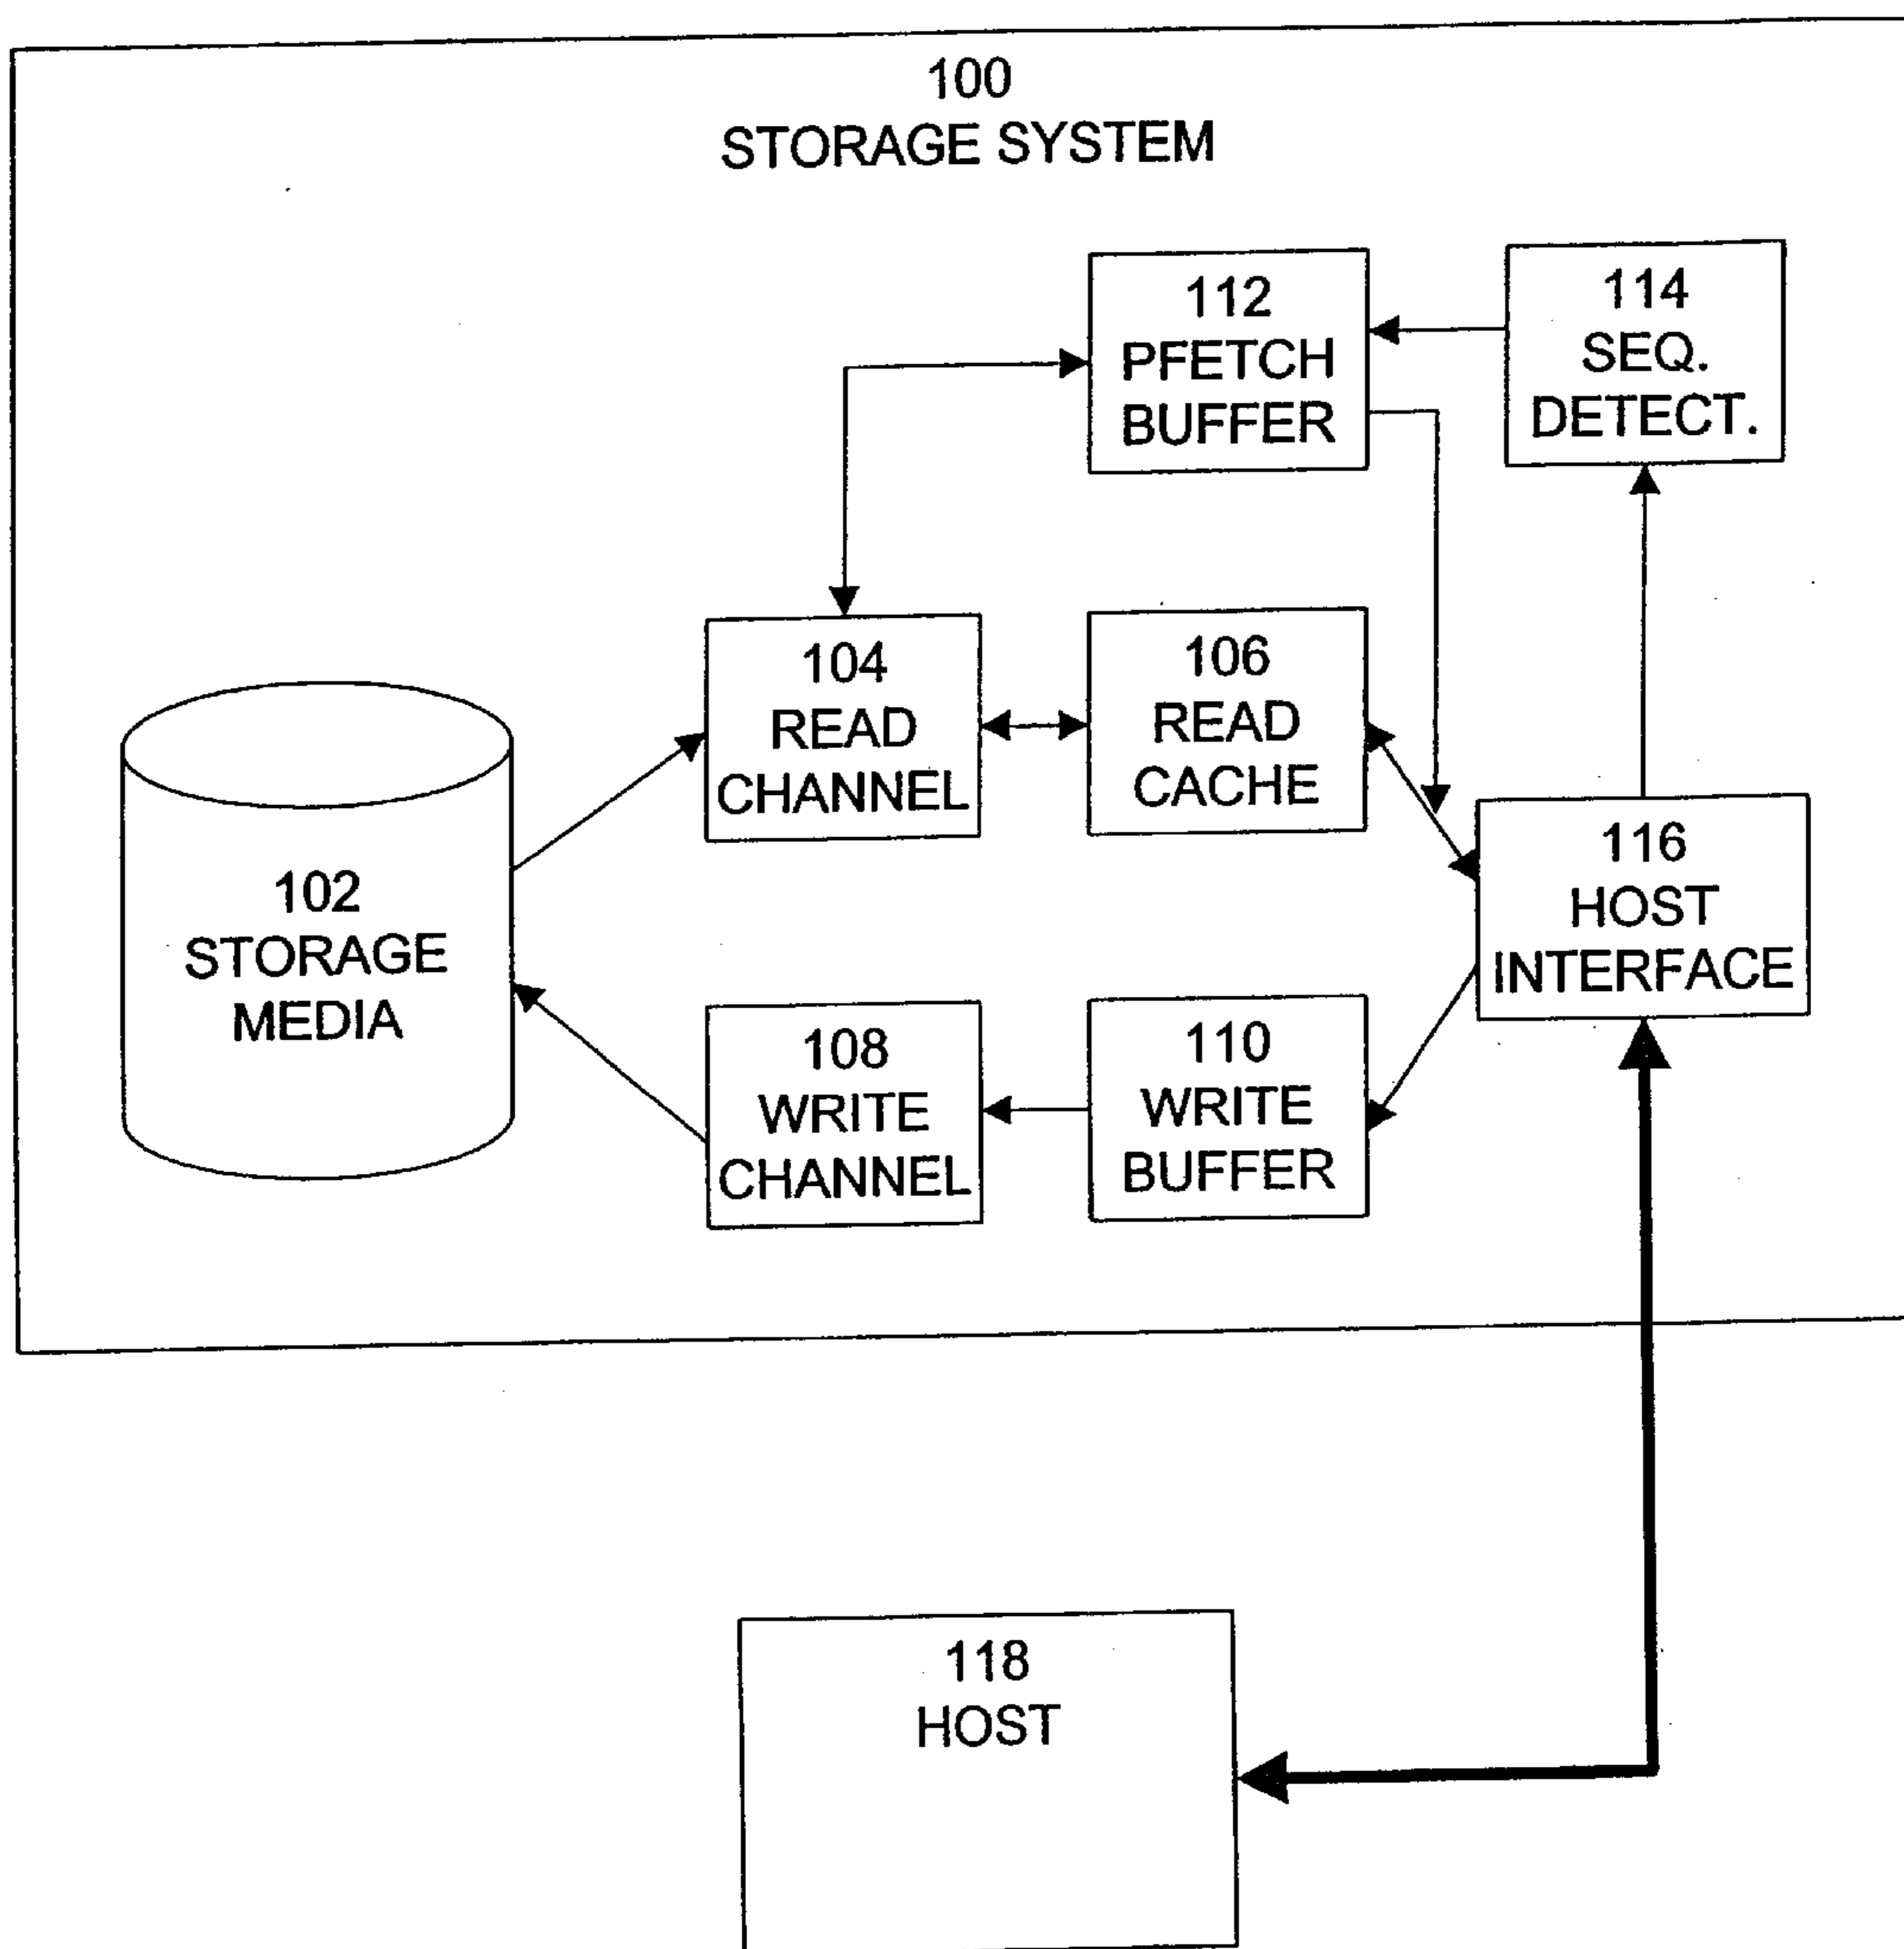 100
STORAGE SYSTEM
112
PFETCH
BUFFER
114
SEQ.
DETECT.
104
READ
CHANNEL
106
READ
CACHE
116
HOST
INTERFACE
102
STORAGE
MEDIA
108
WRITE
CHANNEL
110
WRITE
BUFFER
118
HOST